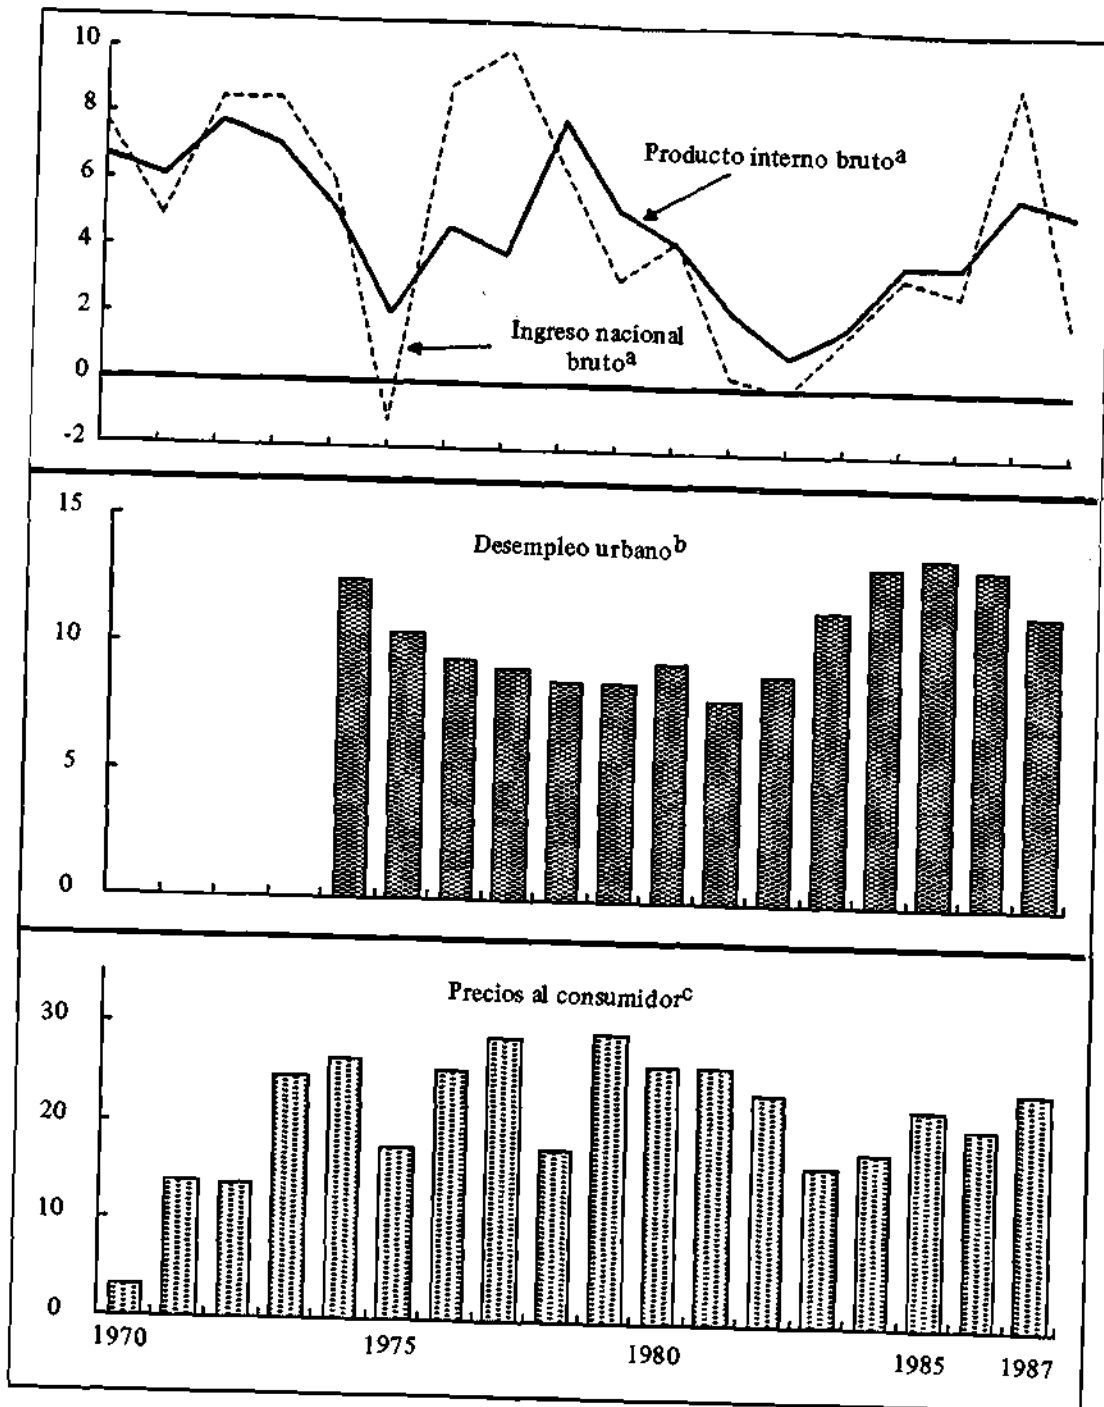 10
8
6
4
2
0
-2
Producto interno brutoa
Ingreso nacional
brutoa
15
10
5
0
Desempleo urbanob
30
20
10
0
Precios al consumidorc
1970 1975 1980 1985 1987